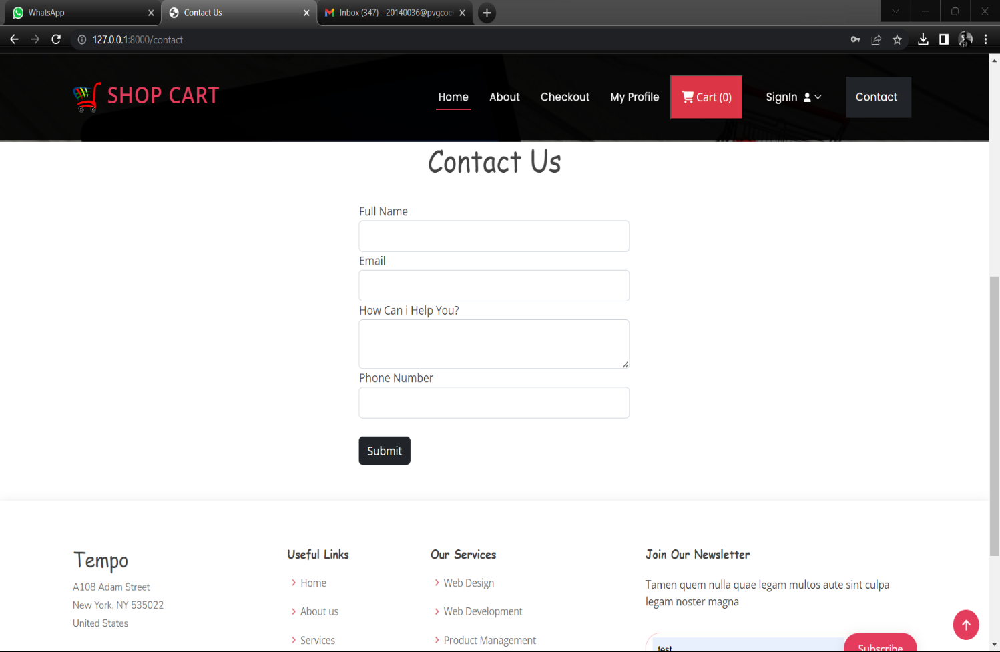 WhatsApp
Contact Us
Inbox (347) - 20140036@pvgcoe
127.0.0.1:8000/contact
SHOP CART
Home
About
Checkout
My Profile
Cart (0)
SignIn
Contact
Contact Us
Full Name
Email
How Can i Help You?
Phone Number
Submit
Tempo
A108 Adam Street
New York, NY 535022
United States
Useful Links
Home
About us
Services
Our Services
Web Design
Web Development
Product Management
Join Our Newsletter
Tamen quem nulla quae legam multos aute sint culpa
legam noster magna
test
Subscribe